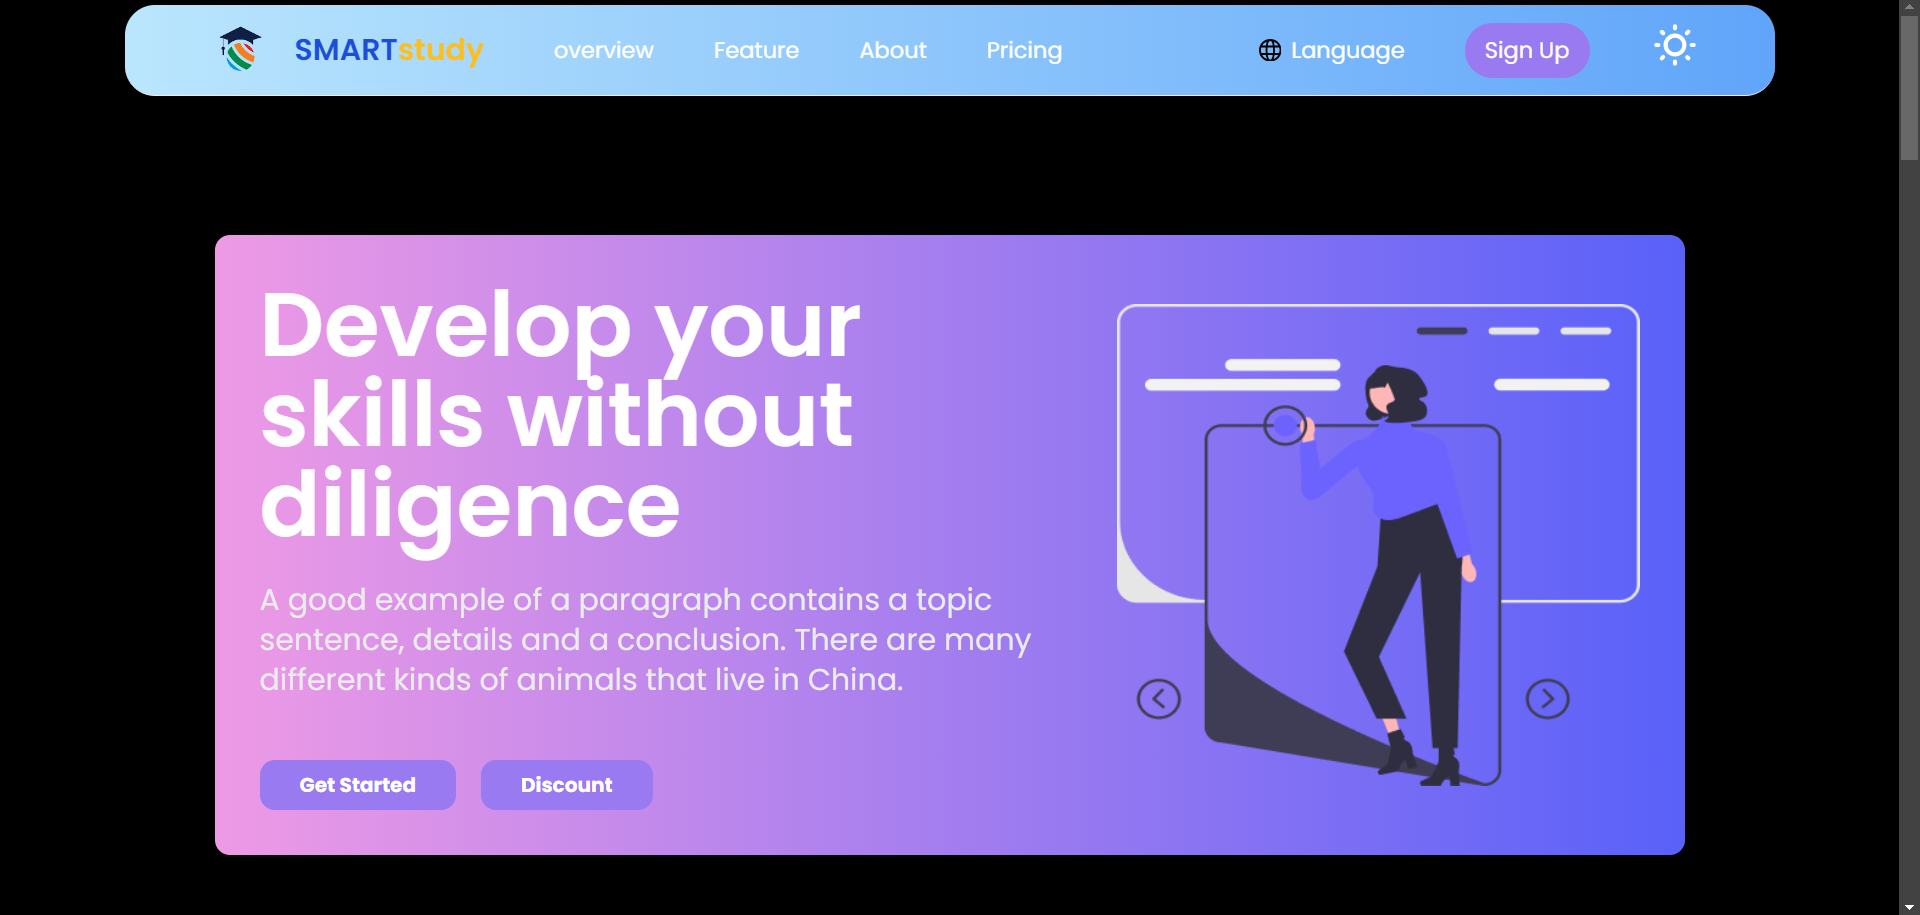 SMARTstudy overview Feature About Pricing Language Sign Up
Develop your
skills without
diligence
A good example of a paragraph contains a topic
sentence, details and a conclusion. There are many
different kinds of animals that live in China.
Get Started Discount